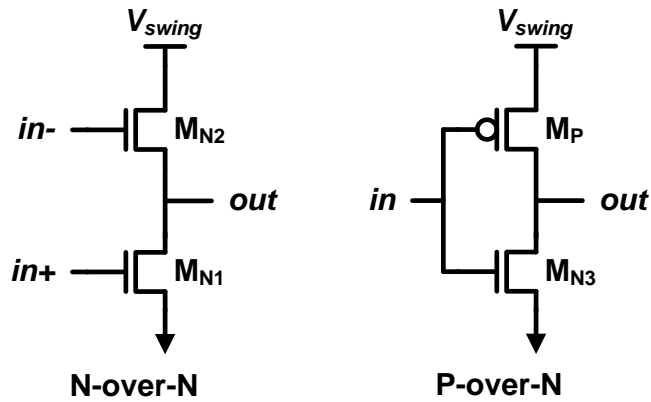 V_swing
in-
M_N2
out
in+
M_N1
N-over-N
V_swing
M_P
in
out
M_N3
P-over-N